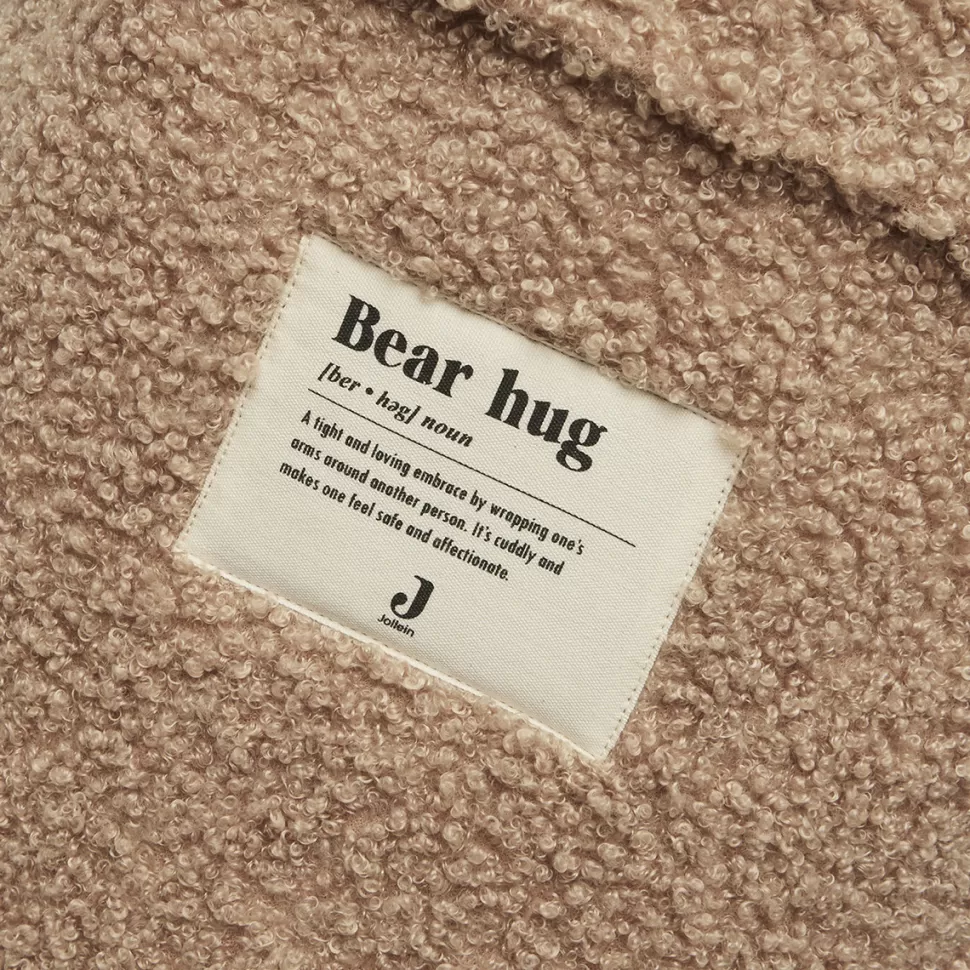 Bear hug
[ber • həg] noun
A tight and loving embrace by wrapping one's
arms around another person. It's cuddly and
makes one feel safe and affectionate.
J
Jollein